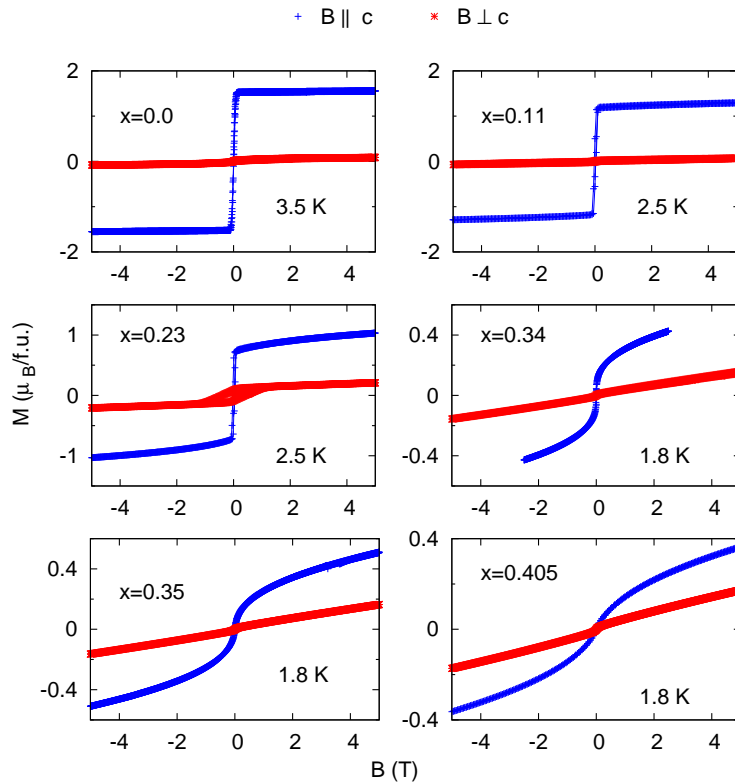 B ∥ c B ⊥ c
2
1
0
-1
-2
x=0.0
3.5 K
-4 -2 0 2 4
2
0
-2
x=0.11
2.5 K
-4 -2 0 2 4
M (μB/f.u.)
1
0
-1
x=0.23
2.5 K
-4 -2 0 2 4
0.4
0
-0.4
x=0.34
1.8 K
-4 -2 0 2 4
0.4
0
-0.4
x=0.35
1.8 K
-4 -2 0 2 4
0.4
0
-0.4
x=0.405
1.8 K
-4 -2 0 2 4
B (T)